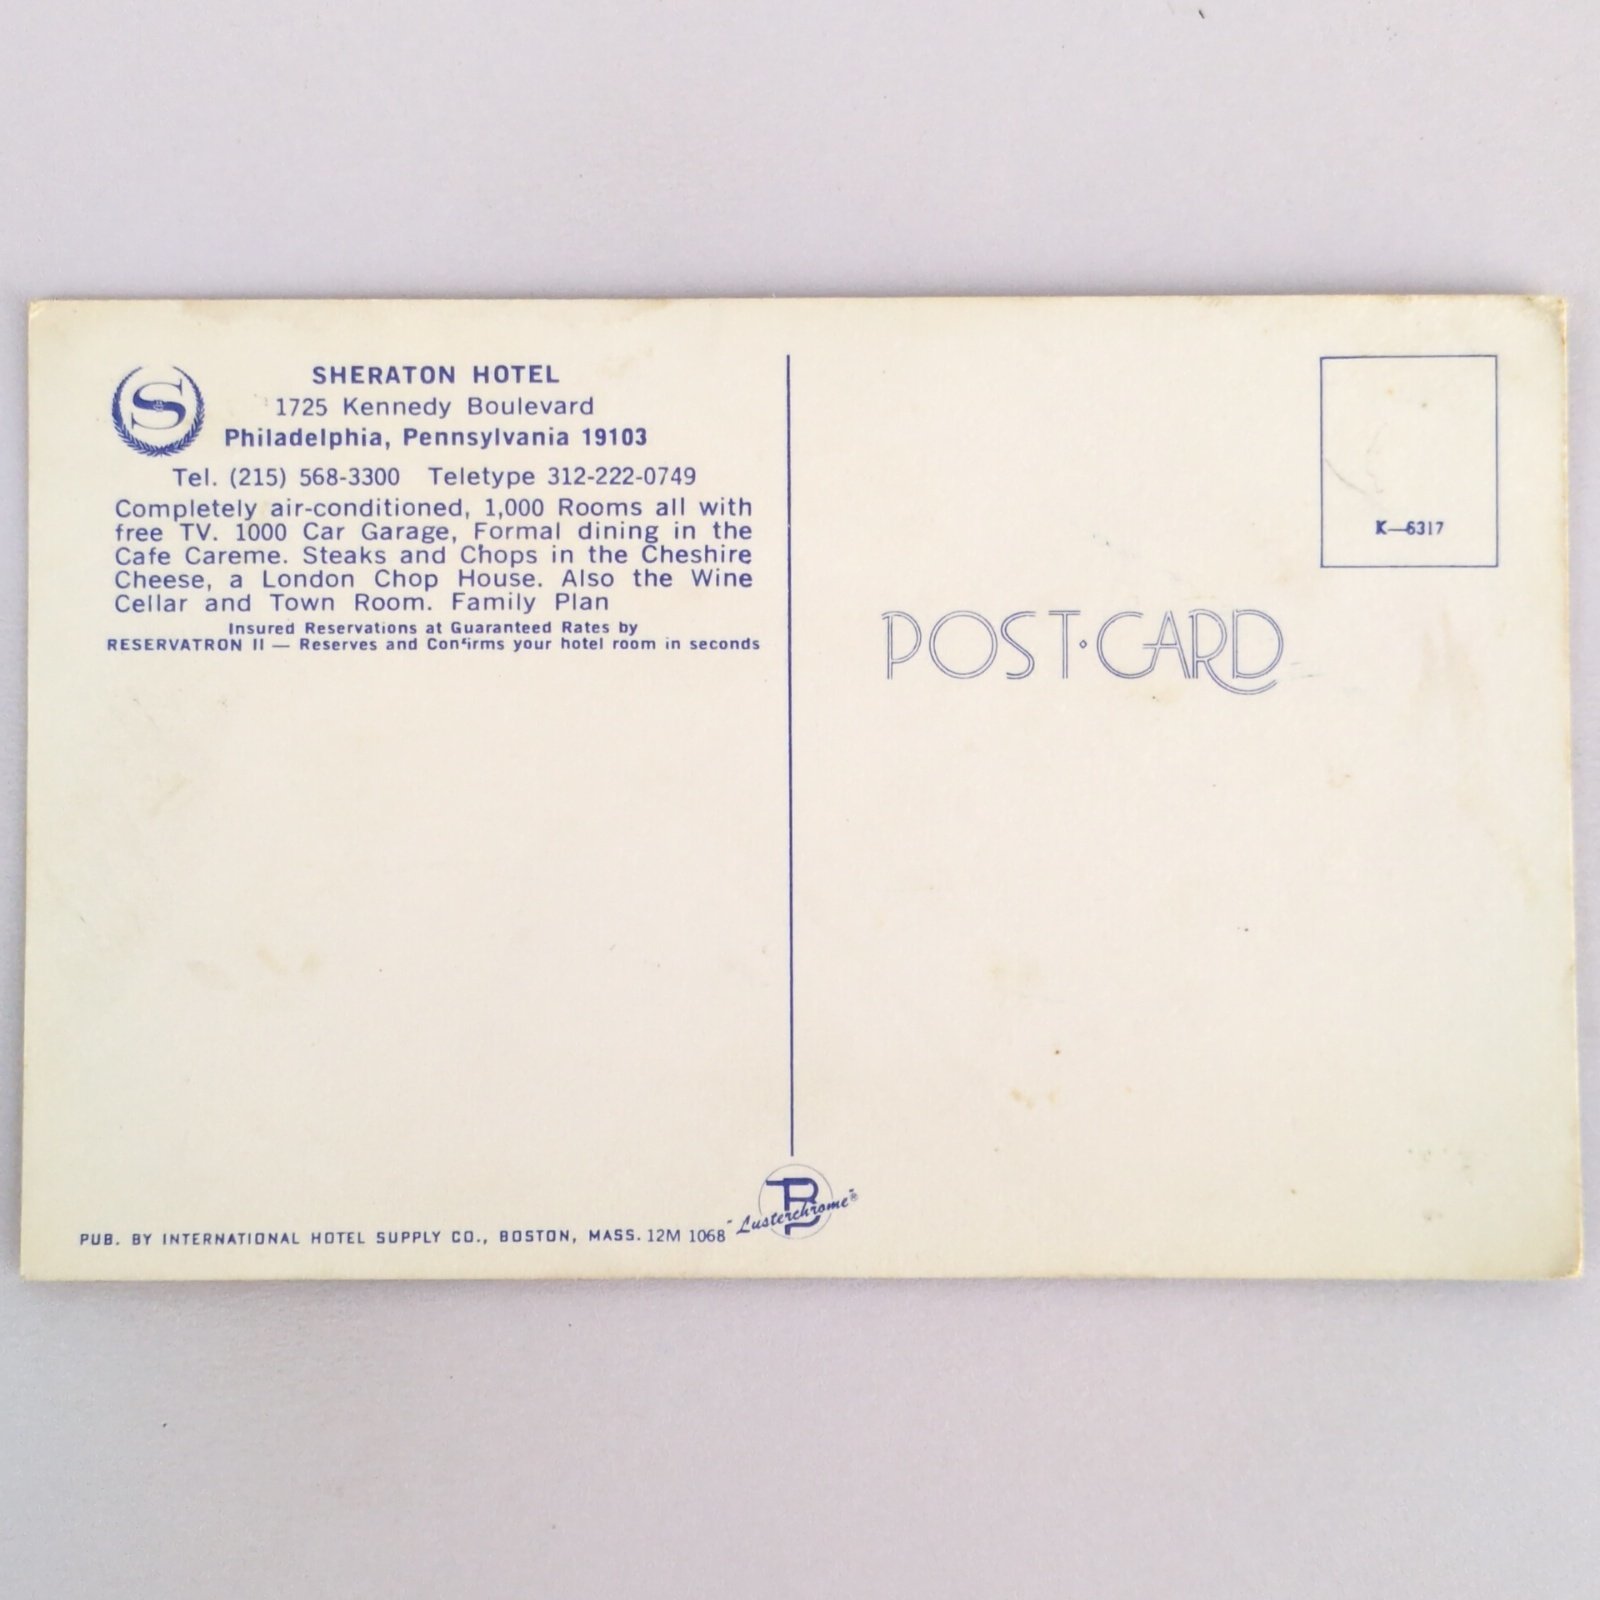 S
SHERATON HOTEL
1725 Kennedy Boulevard
Philadelphia, Pennsylvania 19103
Tel. (215) 568-3300 Teletype 312-222-0749
Completely air-conditioned, 1,000 Rooms all with
free TV. 1000 Car Garage, Formal dining in the
Cafe Careme. Steaks and Chops in the Cheshire
Cheese, a London Chop House. Also the Wine
Cellar and Town Room. Family Plan
Insured Reservations at Guaranteed Rates by
RESERVATRON II — Reserves and Confirms your hotel room in seconds
K—6317
POST·CARD
PUB. BY INTERNATIONAL HOTEL SUPPLY CO., BOSTON, MASS. 12M 1068
"Lusterchrome"®